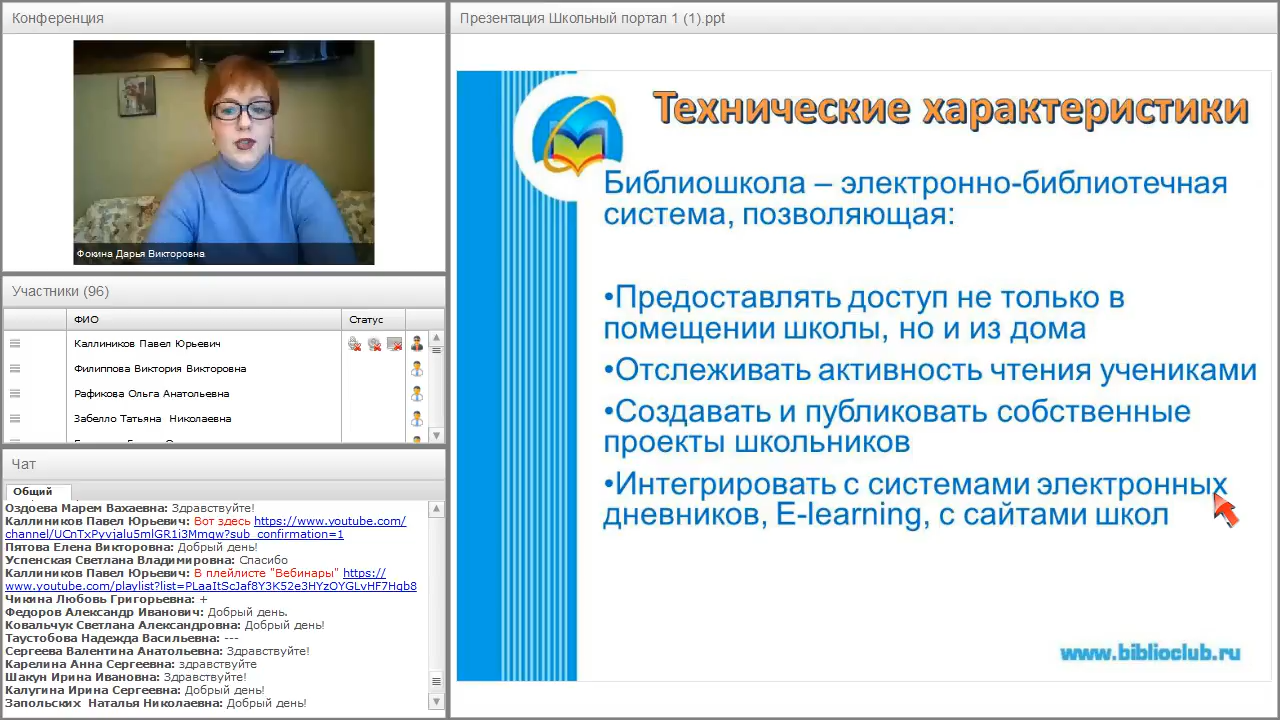 Конференция
Фокина Дарья Викторовна
Участники (96)
ФИО
Статус
Каллиников Павел Юрьевич
Филиппова Виктория Викторовна
Рафикова Ольга Анатольевна
Забелло Татьяна Николаевна
Чат
Общий
Оздоева Марем Вахаевна: Здравствуйте!
Каллиников Павел Юрьевич: Вот здесь https://www.youtube.com/
channel/UCnTxPyvjalu5mlGR1i3Mmqw?sub_confirmation=1
Пятова Елена Викторовна: Добрый день!
Успенская Светлана Владимировна: Спасибо
Каллиников Павел Юрьевич: В плейлисте "Вебинары" https://
www.youtube.com/playlist?list=PLaaItScJaf8Y3K52e3HYzOYGLvHF7Hqb8
Чикина Любовь Григорьевна: +
Федоров Александр Иванович: Добрый день.
Ковальчук Светлана Александровна: Добрый день!
Таустобова Надежда Васильевна: ---
Сергеева Валентина Анатольевна: Здравствуйте!
Карелина Анна Сергеевна: здравствуйте
Шакун Ирина Ивановна: Здравствуйте!
Калугина Ирина Сергеевна: Добрый день!
Запольских Наталья Николаевна: Добрый день!
Презентация Школьный портал 1 (1).ppt
Технические характеристики
Библиошкола – электронно-библиотечная
система, позволяющая:
•Предоставлять доступ не только в
помещении школы, но и из дома
•Отслеживать активность чтения учениками
•Создавать и публиковать собственные
проекты школьников
•Интегрировать с системами электронных
дневников, E-learning, с сайтами школ
www.biblioclub.ru